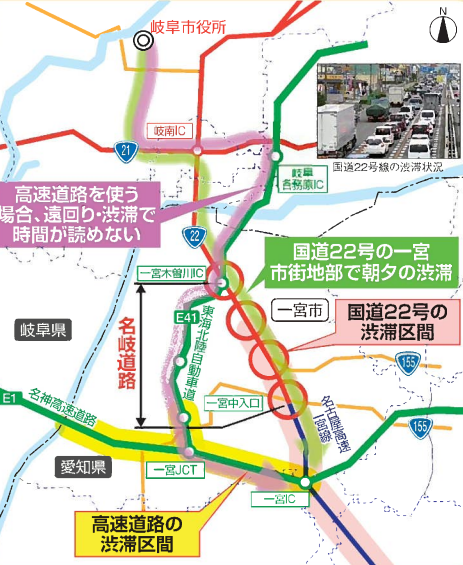 岐阜市役所
N
岐南IC
21
国道22号線の渋滞状況
岐阜
各務原IC
高速道路を使う
場合、遠回り・渋滞で
時間が読めない
22
国道22号の一宮
市街地部で朝夕の渋滞
一宮木曽川IC
一宮市
国道22号の
渋滞区間
岐阜県
名岐道路
E41
東海北陸自動車道
155
E1
名神高速道路
一宮中入口
名古屋高速
一宮線
155
愛知県
一宮JCT
一宮IC
高速道路の
渋滞区間